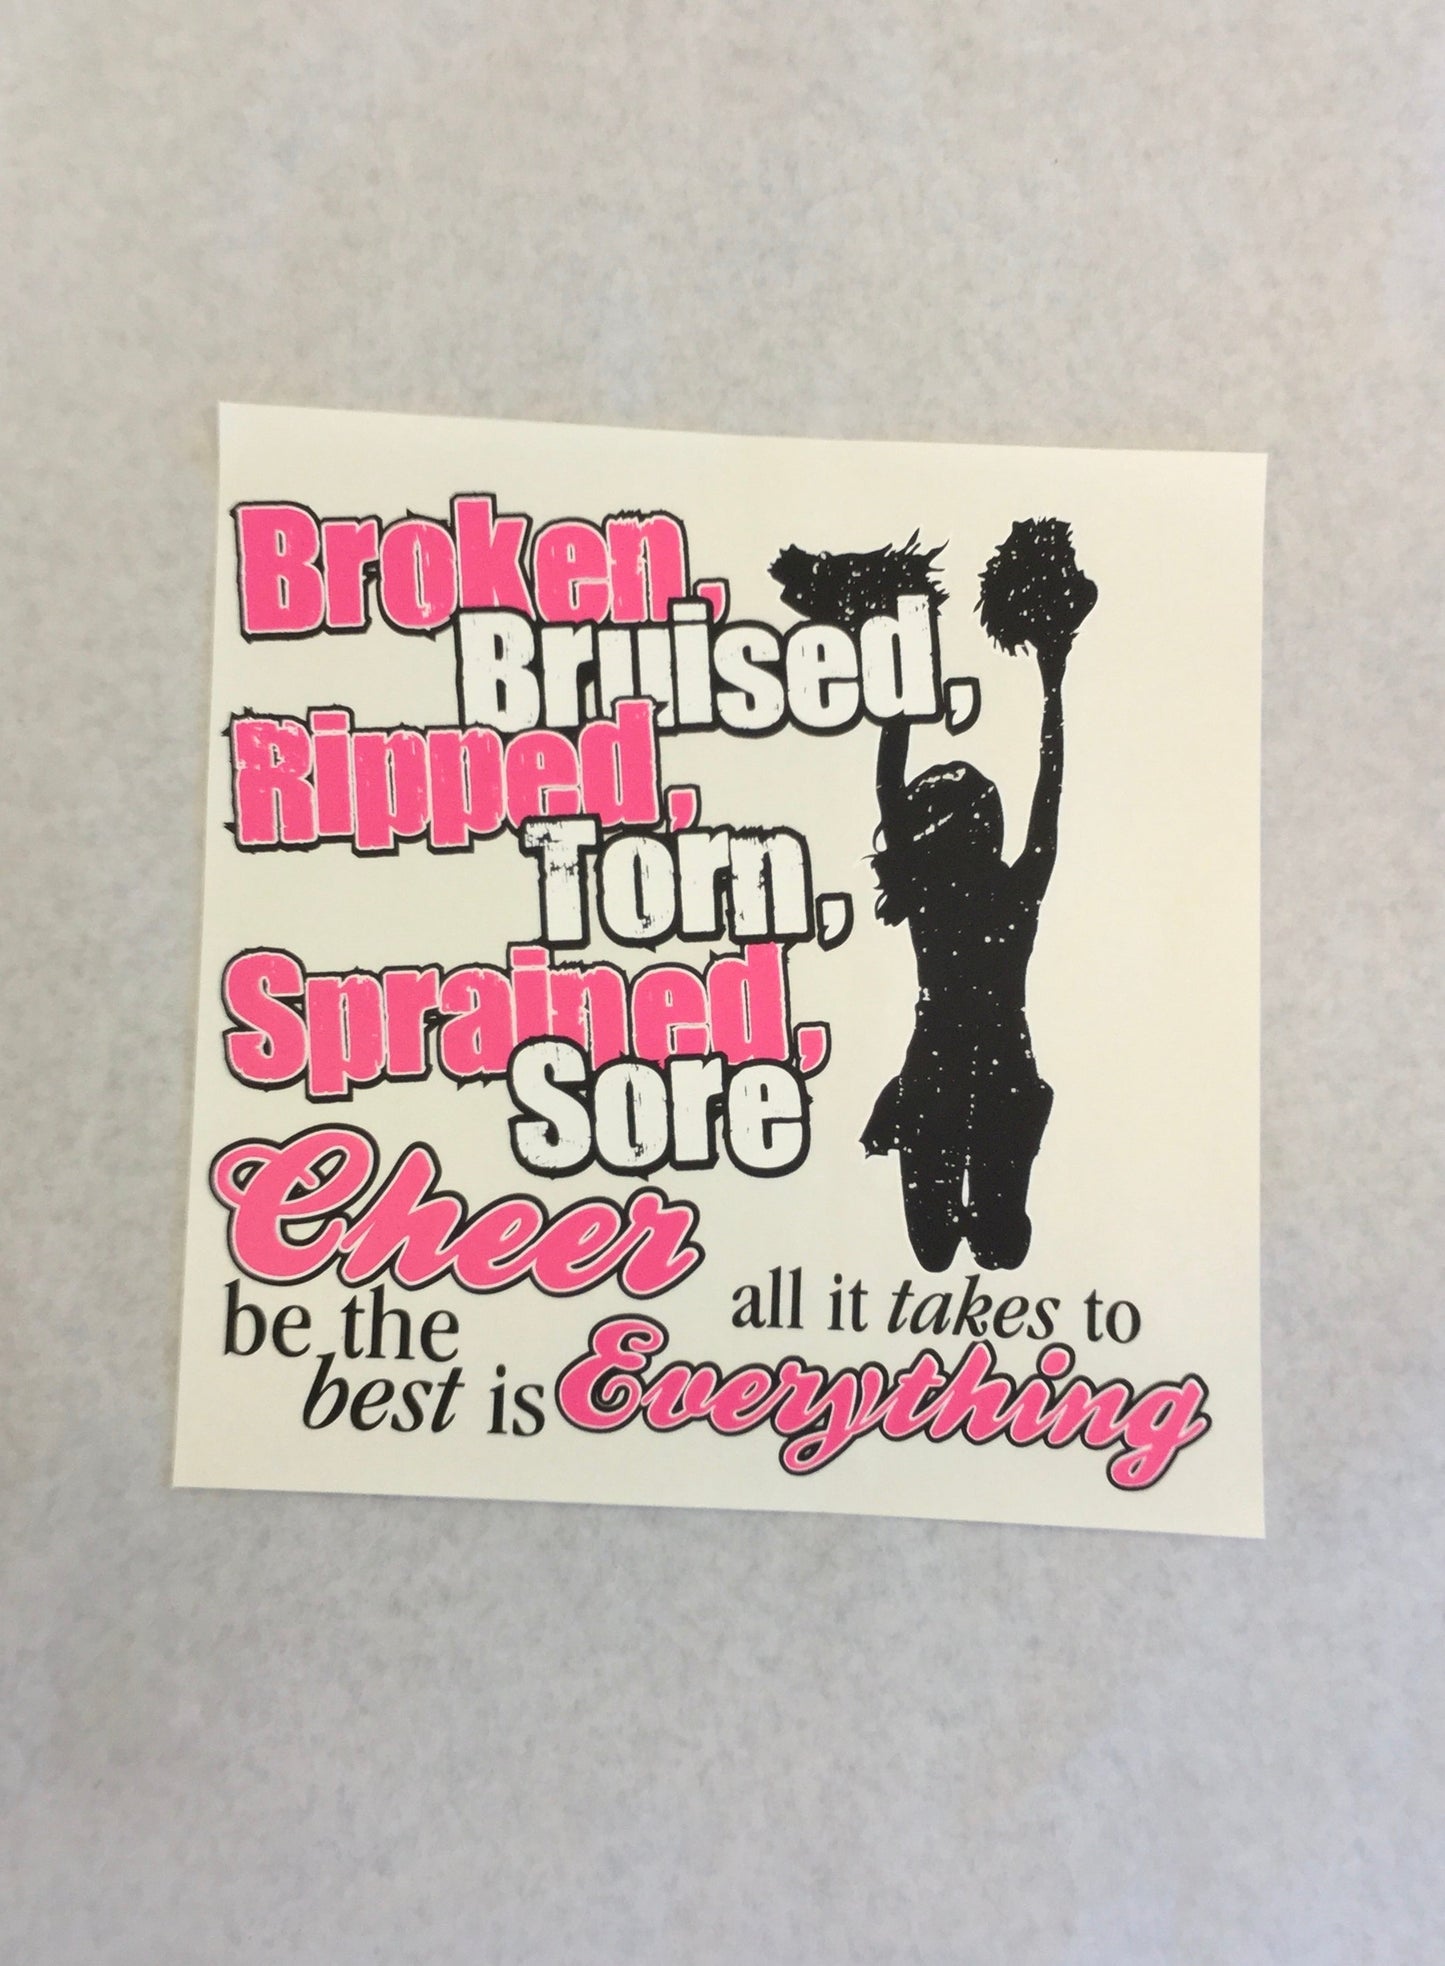 Broken,
Bruised,
Ripped,
Torn,
Sprained,
Sore
Cheer
all it takes to
be the
best is Everything